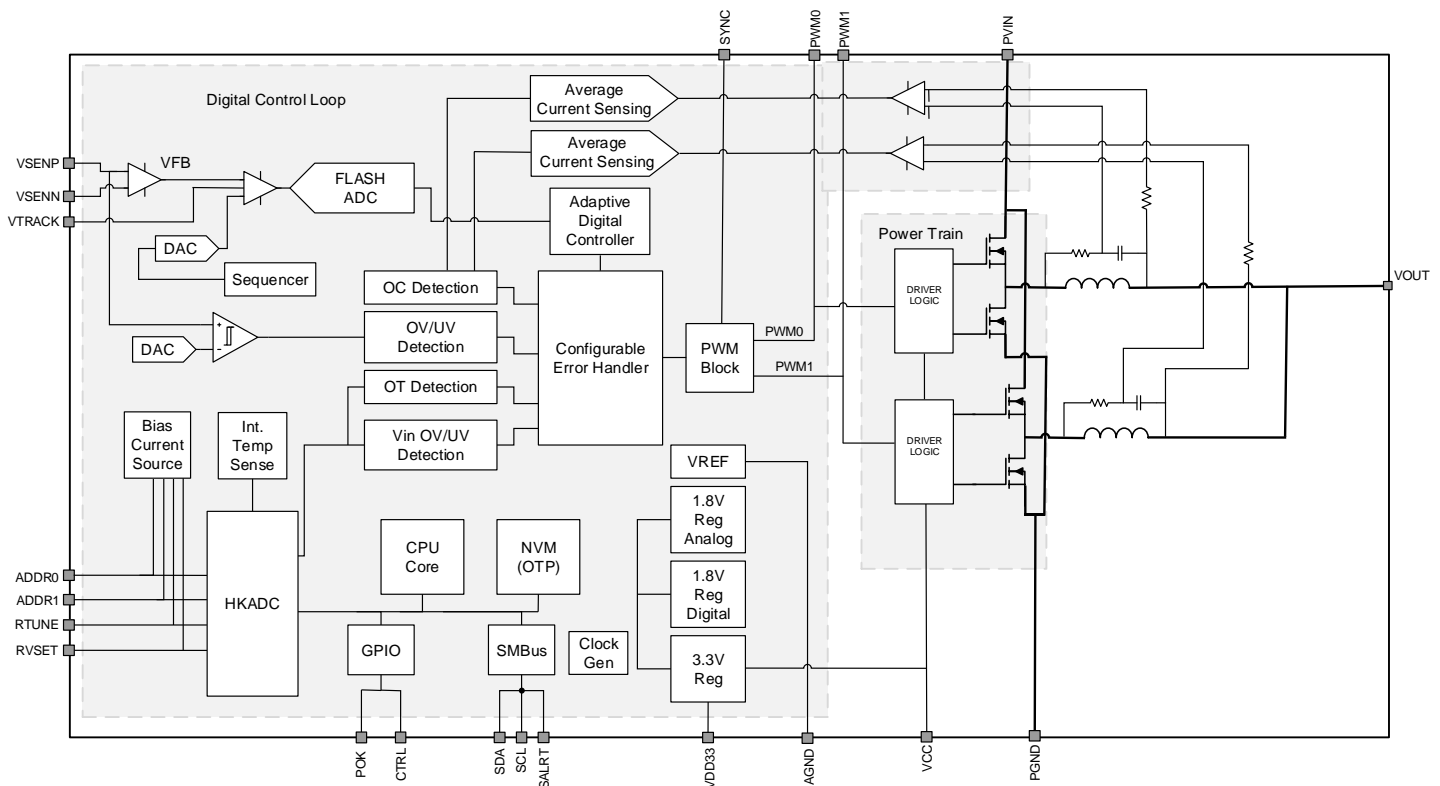 SYNC
PWM0
PWM1
PVIN
Digital Control Loop
Average
Current Sensing
Average
Current Sensing
VSENP
VSENN
VTRACK
VFB
FLASH
ADC
Adaptive
Digital
Controller
DAC
Sequencer
Power Train
OC Detection
DRIVER
LOGIC
VOUT
+
-
DAC
OV/UV
Detection
Configurable
Error Handler
PWM
Block
PWM0
PWM1
OT Detection
Vin OV/UV
Detection
Bias
Current
Source
Int.
Temp
Sense
DRIVER
LOGIC
VREF
1.8V
Reg
Analog
CPU
Core
NVM
(OTP)
ADDR0
ADDR1
RTUNE
RVSET
HKADC
1.8V
Reg
Digital
GPIO
SMBus
Clock
Gen
3.3V
Reg
POK
CTRL
SDA
SCL
SALRT
VDD33
AGND
VCC
PGND